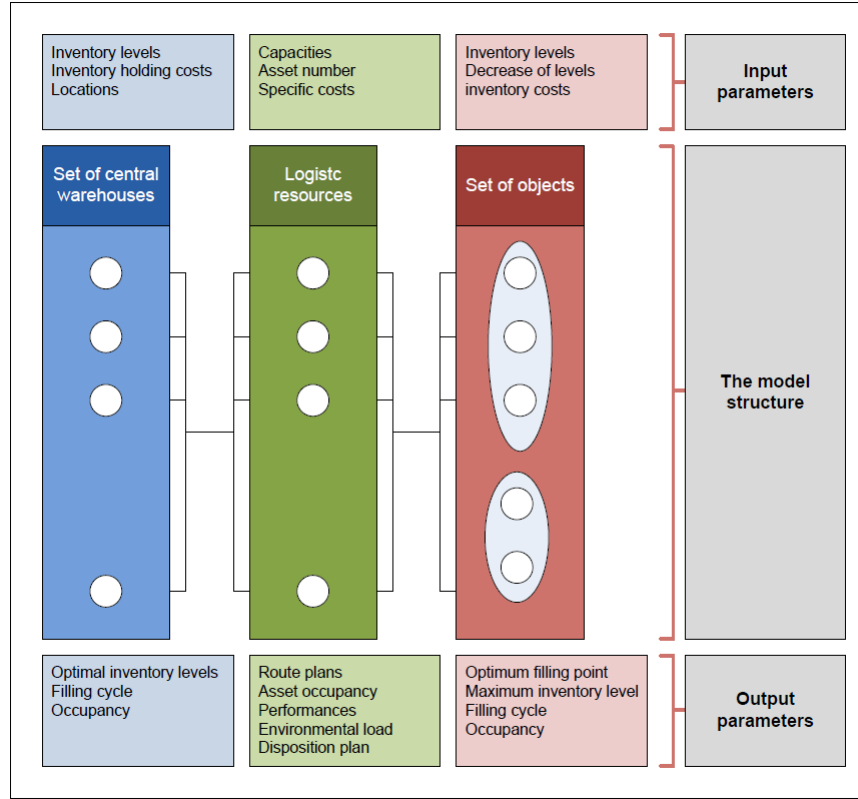 Inventory levels
Inventory holding costs
Locations
Capacities
Asset number
Specific costs
Inventory levels
Decrease of levels
inventory costs
Input
parameters
Set of central
warehouses
Logistc
resources
Set of objects
The model
structure
Optimal inventory levels
Filling cycle
Occupancy
Route plans
Asset occupancy
Performances
Environmental load
Disposition plan
Optimum filling point
Maximum inventory level
Filling cycle
Occupancy
Output
parameters